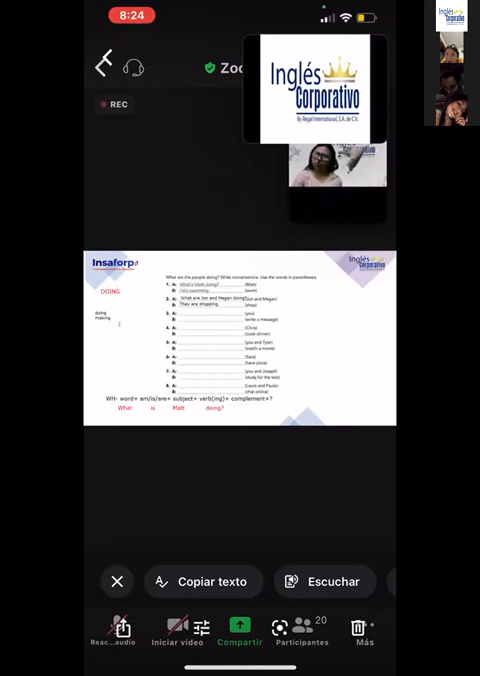 8:24
Inglés
Corporativo
By Regal International, S.A. de C.V.
REC
Insaforp
Inglés
Corporativo
DOING
doing
making
What are the people doing? Write conversations. Use the words in parentheses.
1. A: What's Matt doing? (Matt)
B: He's swimming. (swim)
2. A: What are Jon and Megan doing? (Jon and Megan)
B: They are shopping. (shop)
3. A: (you)
B: (write a message)
4. A: (Chris)
B: (cook dinner)
5. A: (you and Tyler)
B: (watch a movie)
6. A: (Sara)
B: (have pizza)
7. A: (you and Joseph)
B: (study for the test)
8. A: (Laura and Paulo)
B: (chat online)
WH- word+ am/is/are+ subject+ verb(ing)+ complement+?
What is Matt doing?
Copiar texto
Escuchar
Reac...audio
Iniciar video
Compartir
Participantes
20
Más